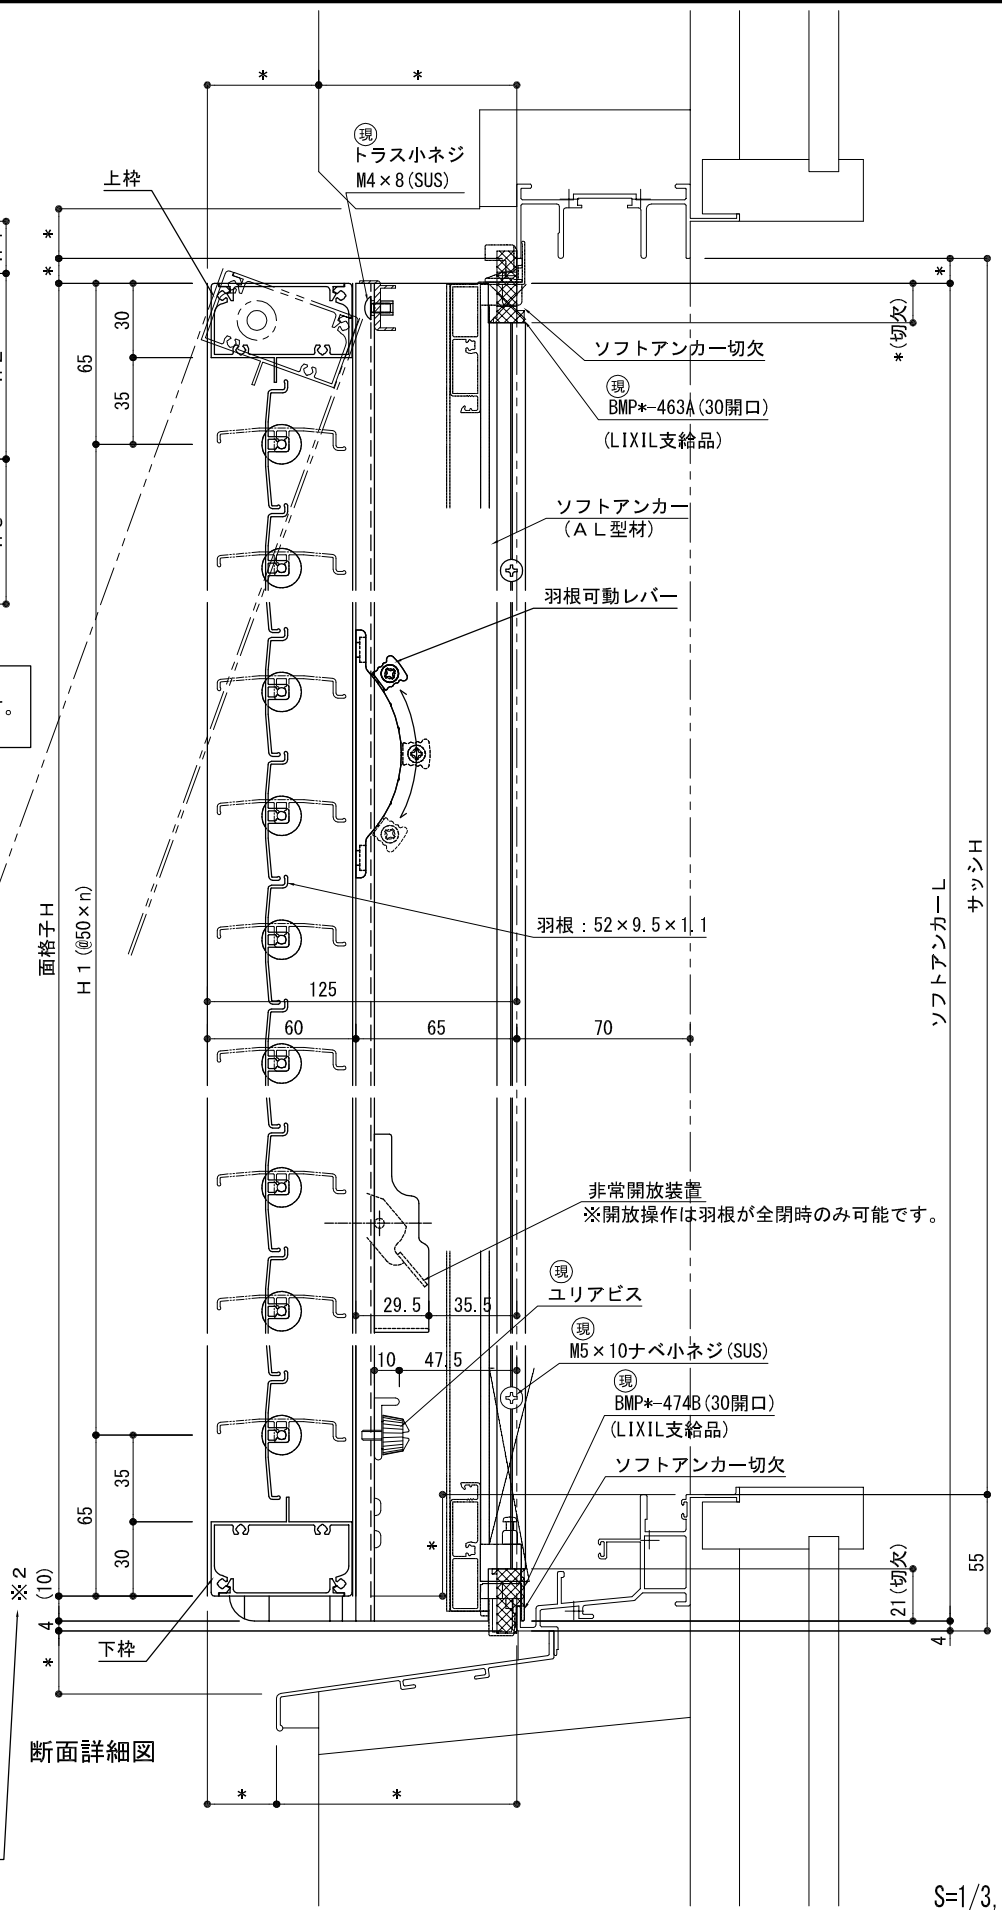 *
*
現
トラス小ネジ
M4×8(SUS)
上枠
*
*
*
30
65
35
*(切欠)
ソフトアンカー切欠
現
BMP*-463A(30開口)
(LIXIL支給品)
ソフトアンカー
(AL型材)
羽根可動レバー
。
面格子H
H1(@50×n)
羽根:52×9.5×1.1
ソフトアンカーL
サッシH
125
60
65
70
非常開放装置
※開放操作は羽根が全閉時のみ可能です。
現
ユリアビス
29.5
35.5
現
M5×10ナベ小ネジ(SUS)
10
47.5
現
BMP*-474B(30開口)
(LIXIL支給品)
ソフトアンカー切欠
35
65
30
*
55
21(切欠)
※2
(10)
4
4
*
下枠
断面詳細図
*
*
S=1/3,